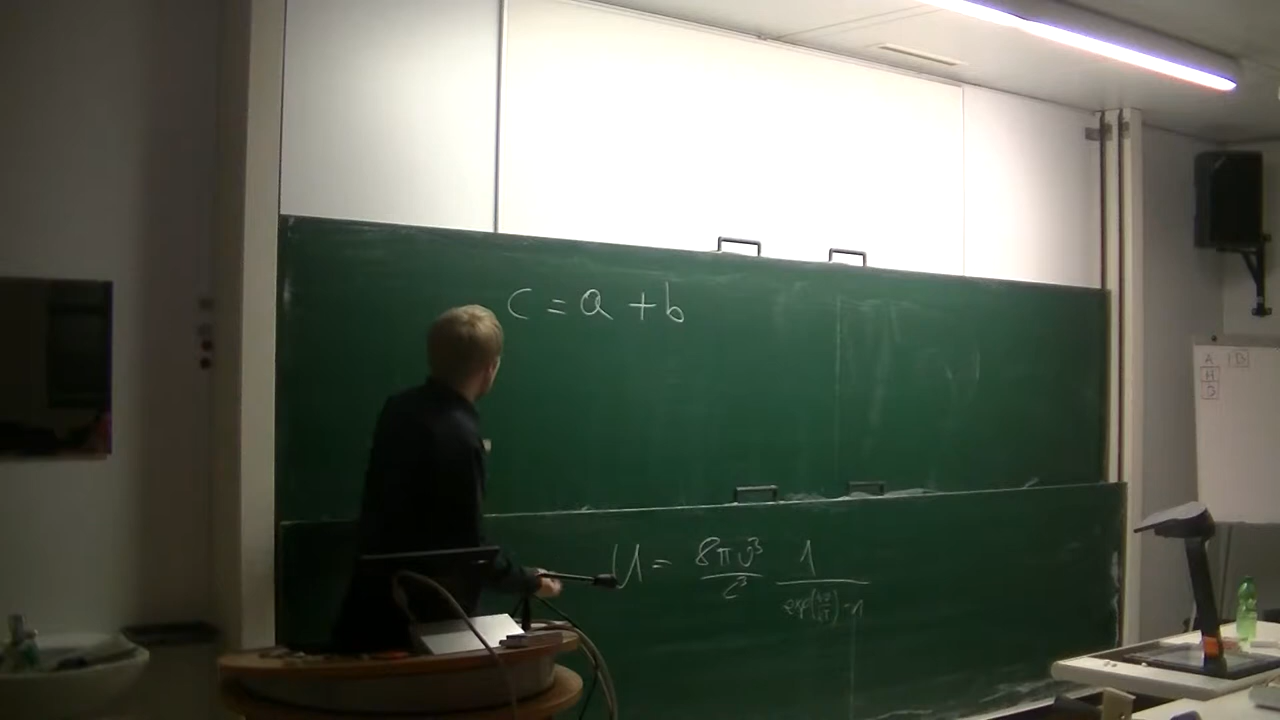 c = a + b
U = 8πν³/c³ 1/(exp(hν/kT)-1)
A B
H
D